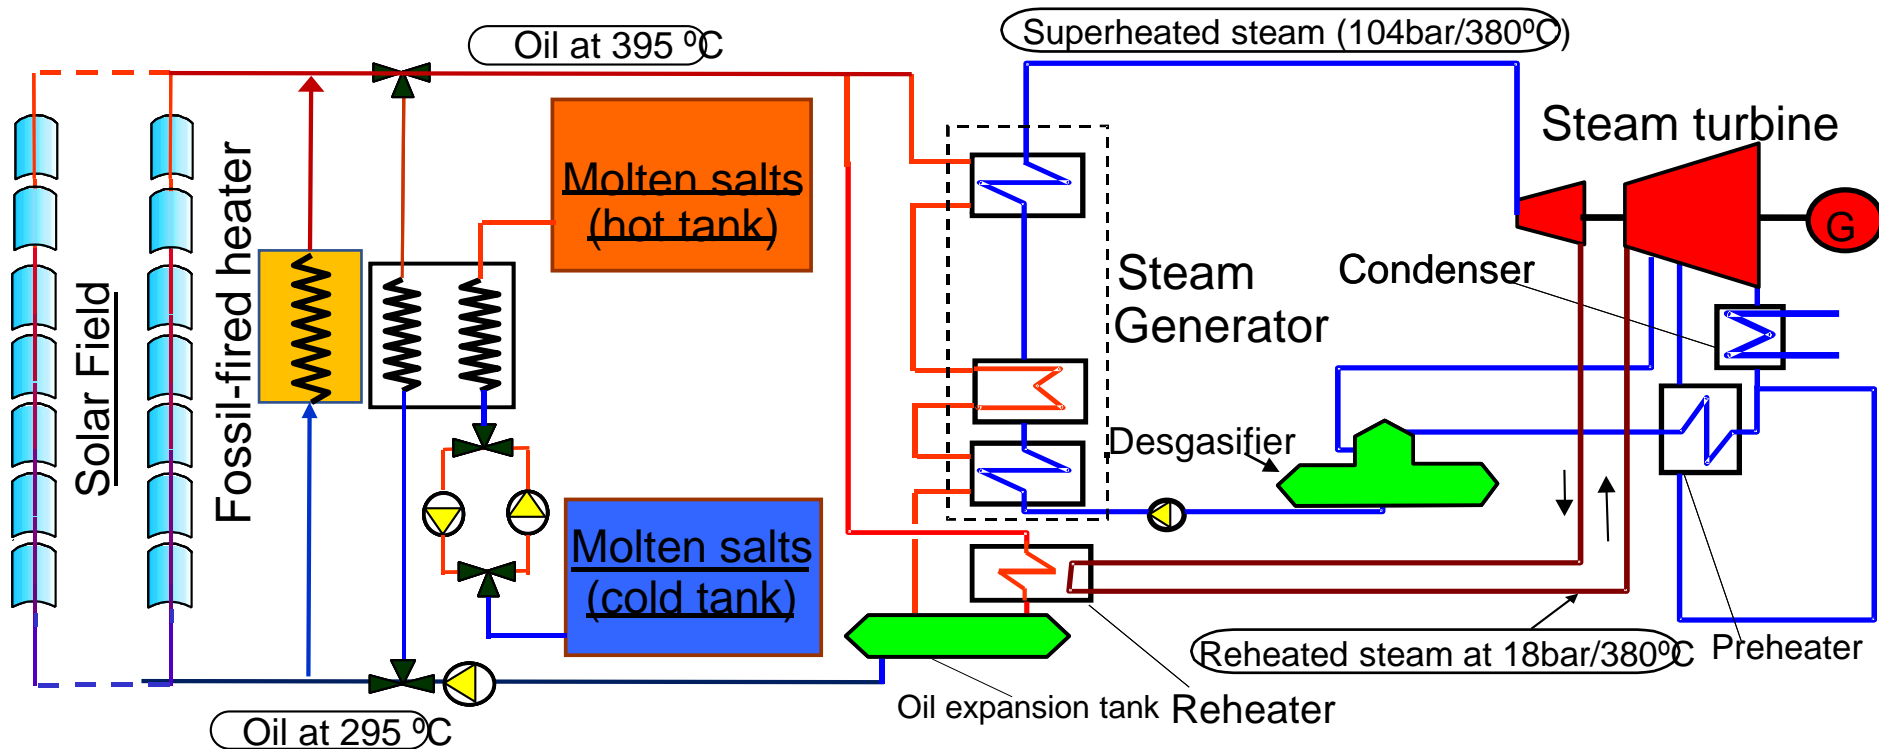 Oil at 395 ºC
Superheated steam (104bar/380ºC)
Steam turbine
Molten salts
(hot tank)
Fossil-fired heater
Solar Field
G
Steam
Generator
Condenser
Desgasifier
Molten salts
(cold tank)
Reheated steam at 18bar/380ºC
Preheater
Oil expansion tank
Reheater
Oil at 295 ºC